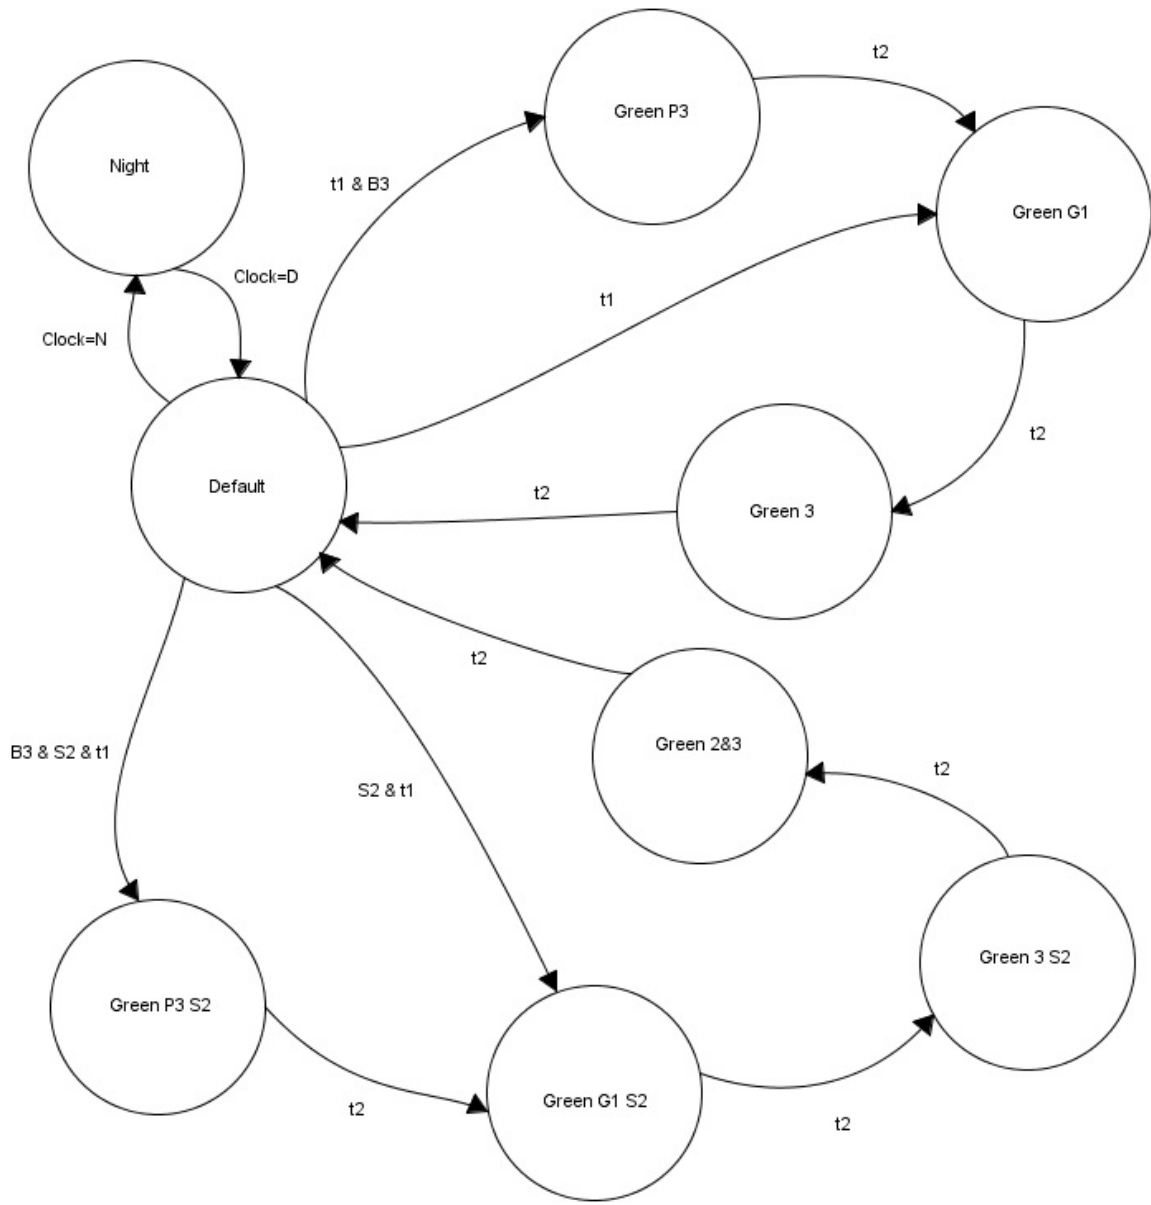 t2
Green P3
Night
t1 & B3
Green G1
Clock=D
t1
Clock=N
t2
Default
t2
Green 3
t2
Green 2&3
B3 & S2 & t1
t2
S2 & t1
Green 3 S2
Green P3 S2
Green G1 S2
t2
t2